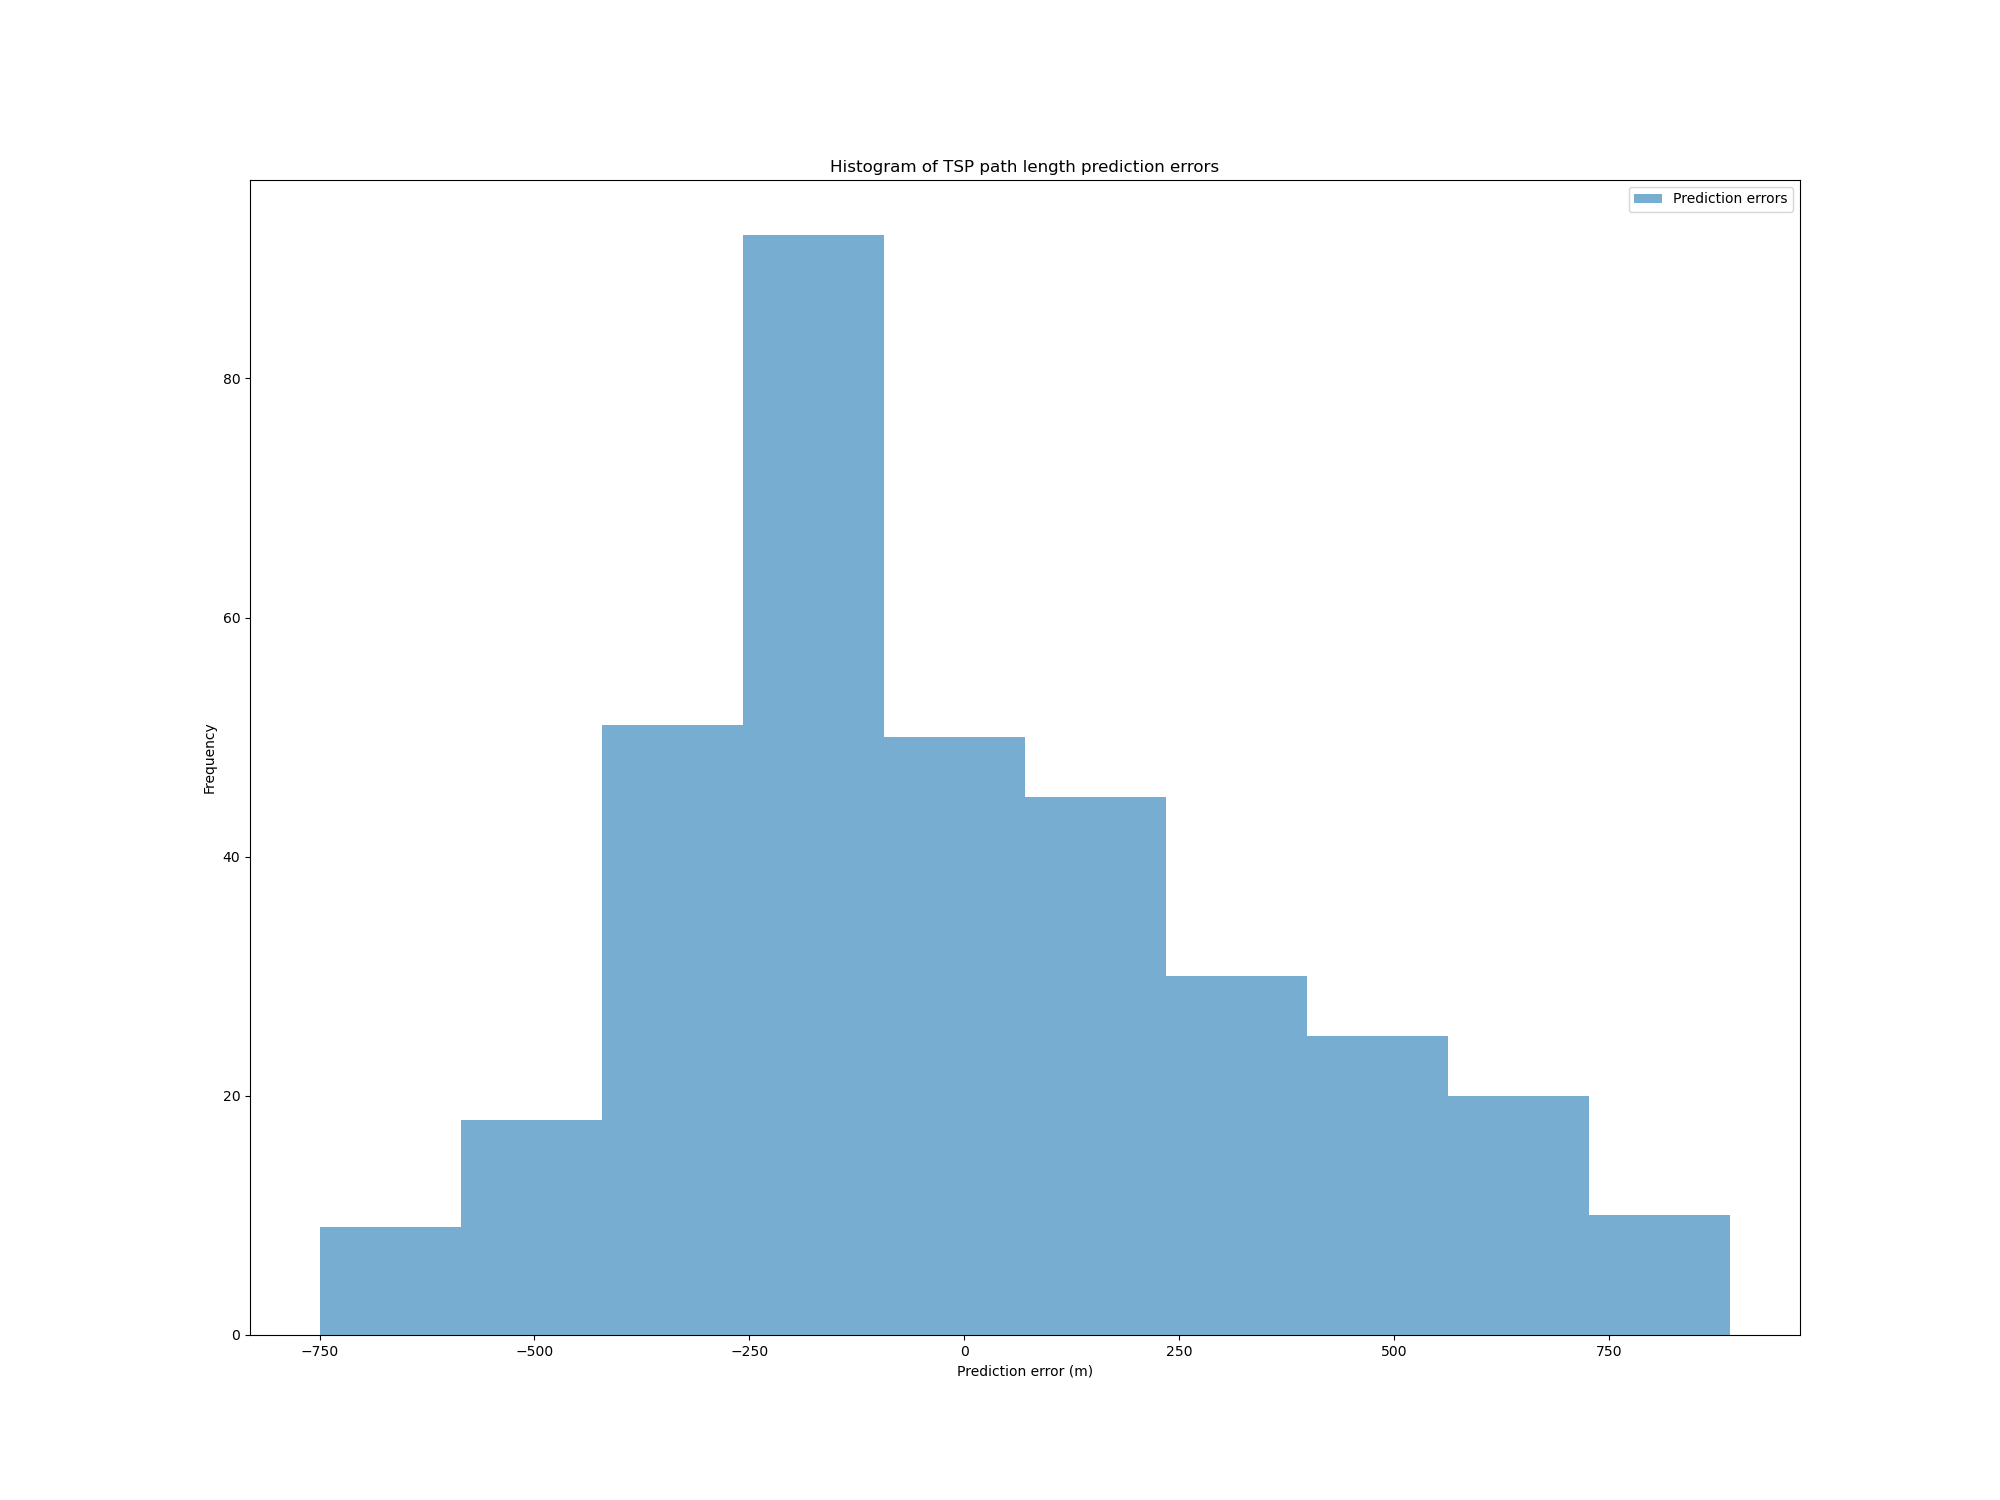 Histogram of TSP path length prediction errors
Prediction errors
80
60
40
20
0
Frequency
−750 −500 −250 0 250 500 750
Prediction error (m)